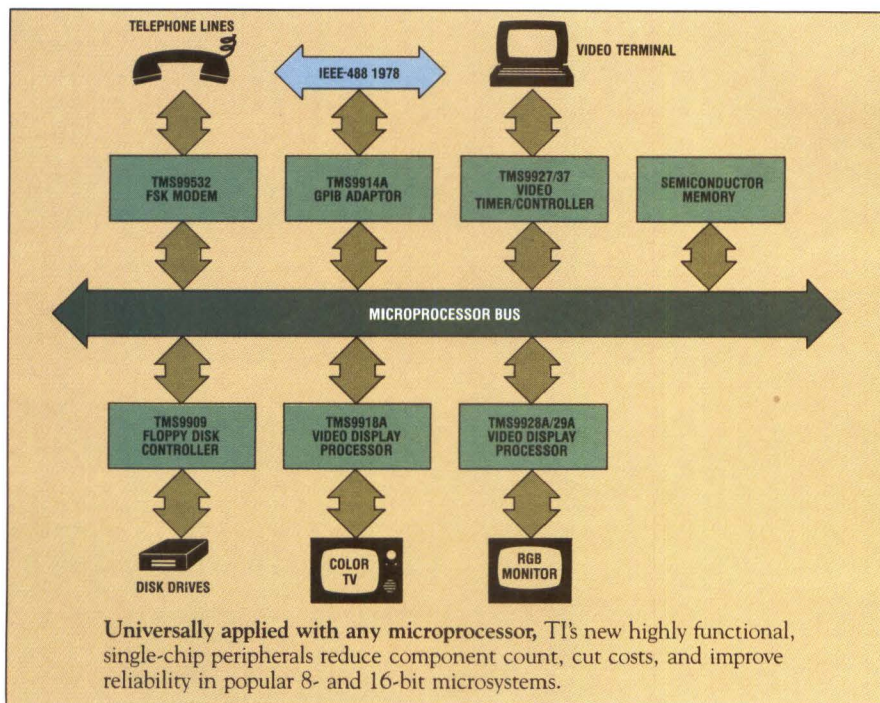 TELEPHONE LINES
IEEE-488 1978
VIDEO TERMINAL
TMS99532
FSK MODEM
TMS9914A
GPIB ADAPTOR
TMS9927/37
VIDEO
TIMER/CONTROLLER
SEMICONDUCTOR
MEMORY
MICROPROCESSOR BUS
TMS9909
FLOPPY DISK
CONTROLLER
TMS9918A
VIDEO DISPLAY
PROCESSOR
TMS9928A/29A
VIDEO DISPLAY
PROCESSOR
DISK DRIVES
COLOR
TV
RGB
MONITOR
Universally applied with any microprocessor, TI's new highly functional,
single-chip peripherals reduce component count, cut costs, and improve
reliability in popular 8- and 16-bit microsystems.